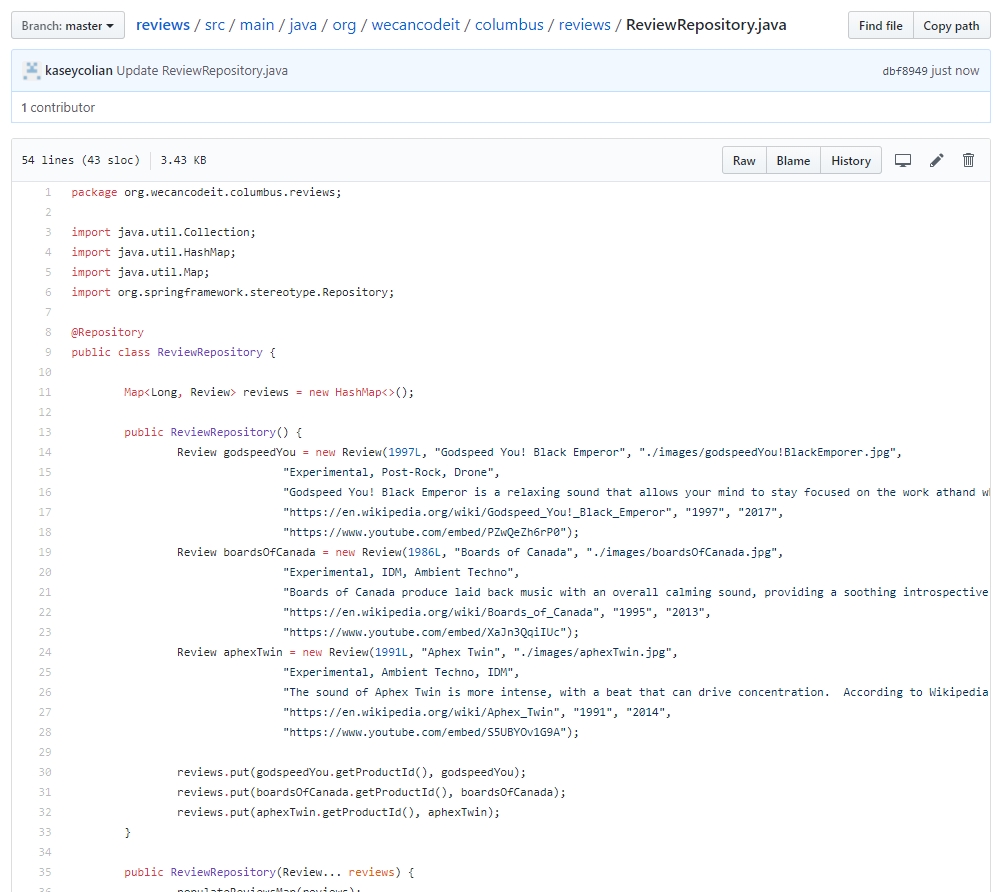 Branch: master reviews / src / main / java / org / wecancodeit / columbus / reviews / ReviewRepository.java Find file Copy path
kaseycolian Update ReviewRepository.java dbf8949 just now
1 contributor
54 lines (43 sloc) 3.43 KB Raw Blame History
1 package org.wecancodeit.columbus.reviews;
2
3 import java.util.Collection;
4 import java.util.HashMap;
5 import java.util.Map;
6 import org.springframework.stereotype.Repository;
7
8 @Repository
9 public class ReviewRepository {
10
11 Map<Long, Review> reviews = new HashMap<>();
12
13 public ReviewRepository() {
14 Review godspeedYou = new Review(1997L, "Godspeed You! Black Emperor", "./images/godspeedYou!BlackEmporer.jpg",
15 "Experimental, Post-Rock, Drone",
16 "Godspeed You! Black Emperor is a relaxing sound that allows your mind to stay focused on the work athand w
17 "https://en.wikipedia.org/wiki/Godspeed_You!_Black_Emperor", "1997", "2017",
18 "https://www.youtube.com/embed/PZwQeZh6rP0");
19 Review boardsOfCanada = new Review(1986L, "Boards of Canada", "./images/boardsOfCanada.jpg",
20 "Experimental, IDM, Ambient Techno",
21 "Boards of Canada produce laid back music with an overall calming sound, providing a soothing introspective
22 "https://en.wikipedia.org/wiki/Boards_of_Canada", "1995", "2013",
23 "https://www.youtube.com/embed/XaJn3QqiIUc");
24 Review aphexTwin = new Review(1991L, "Aphex Twin", "./images/aphexTwin.jpg",
25 "Experimental, Ambient Techno, IDM",
26 "The sound of Aphex Twin is more intense, with a beat that can drive concentration.  According to Wikipedia
27 "https://en.wikipedia.org/wiki/Aphex_Twin", "1991", "2014",
28 "https://www.youtube.com/embed/S5UBYOv1G9A");
29
30 reviews.put(godspeedYou.getProductId(), godspeedYou);
31 reviews.put(boardsOfCanada.getProductId(), boardsOfCanada);
32 reviews.put(aphexTwin.getProductId(), aphexTwin);
33 }
34
35 public ReviewRepository(Review... reviews) {
36 populateReviewsMap(reviews);